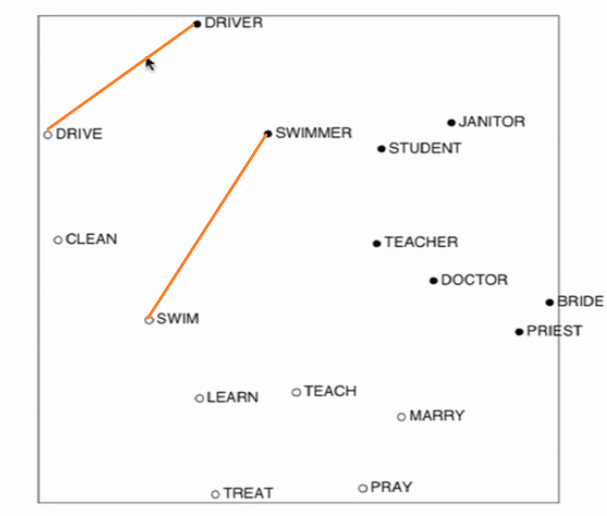 DRIVER
JANITOR
DRIVE
SWIMMER
STUDENT
CLEAN
TEACHER
DOCTOR
BRIDE
SWIM
PRIEST
TEACH
LEARN
MARRY
PRAY
TREAT